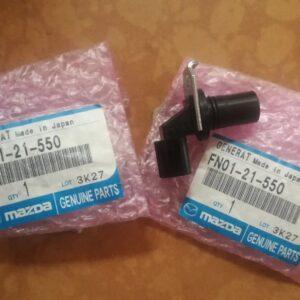 GENERAT Made in Japan
01-21-550
QTY 1
LOT 3K27
mazda
GENUINE PARTS
GENERAT Made in Japan
FN01-21-550
QTY 1
LOT 3K27
mazda
GENUINE PARTS